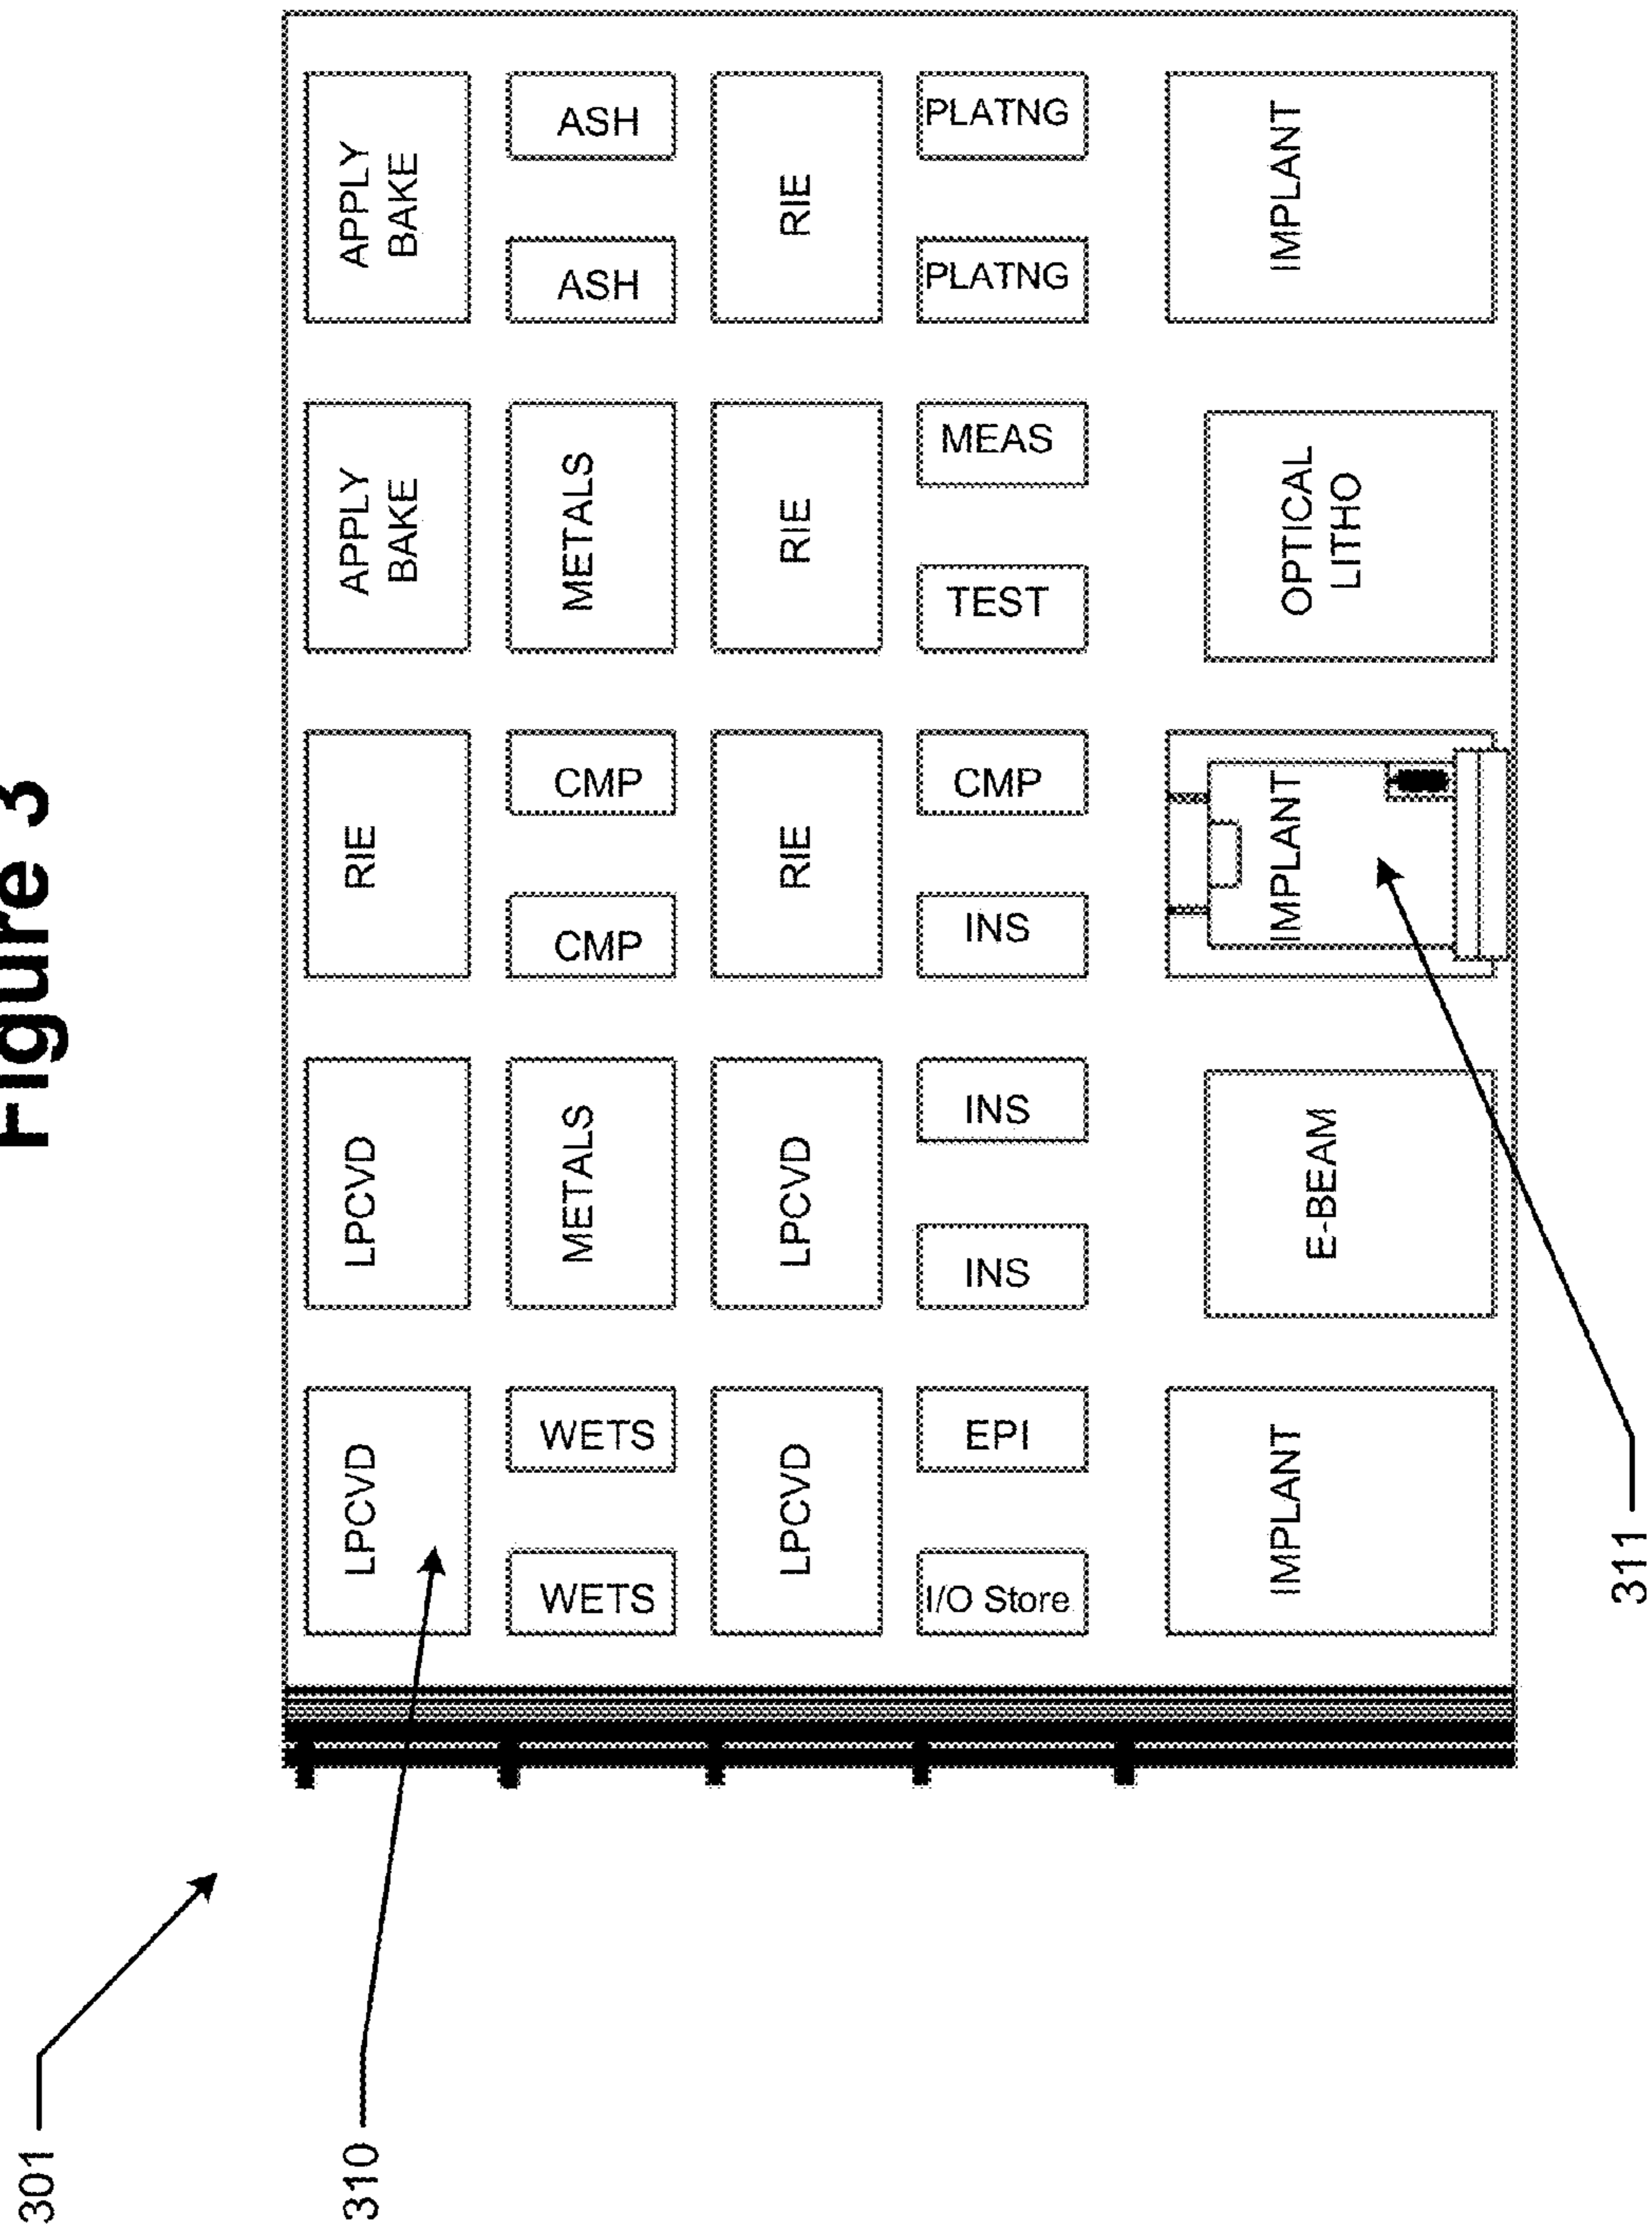 Figure 3
301
310
LPCVD
LPCVD
RIE
APPLY
BAKE
APPLY
BAKE
WETS
WETS
METALS
CMP
CMP
METALS
ASH
ASH
LPCVD
LPCVD
RIE
RIE
RIE
I/O Store
EPI
INS
INS
INS
CMP
TEST
MEAS
PLATNG
PLATNG
IMPLANT
E-BEAM
IMPLANT
OPTICAL
LITHO
IMPLANT
311